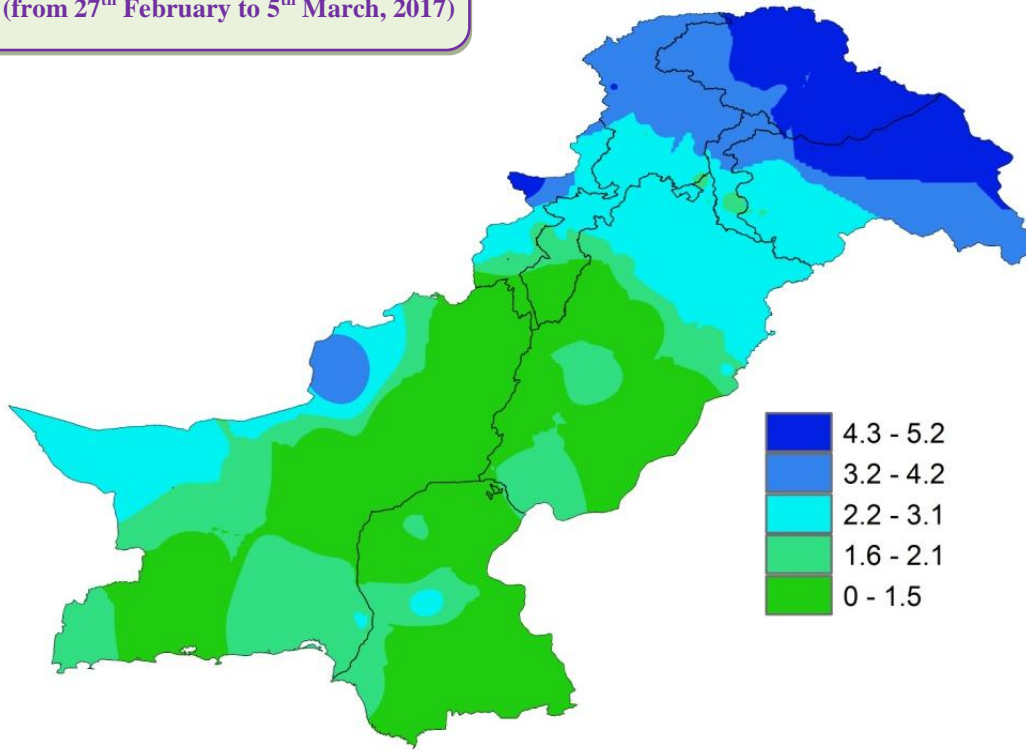 (from 27th February to 5th March, 2017)
4.3 - 5.2
3.2 - 4.2
2.2 - 3.1
1.6 - 2.1
0 - 1.5